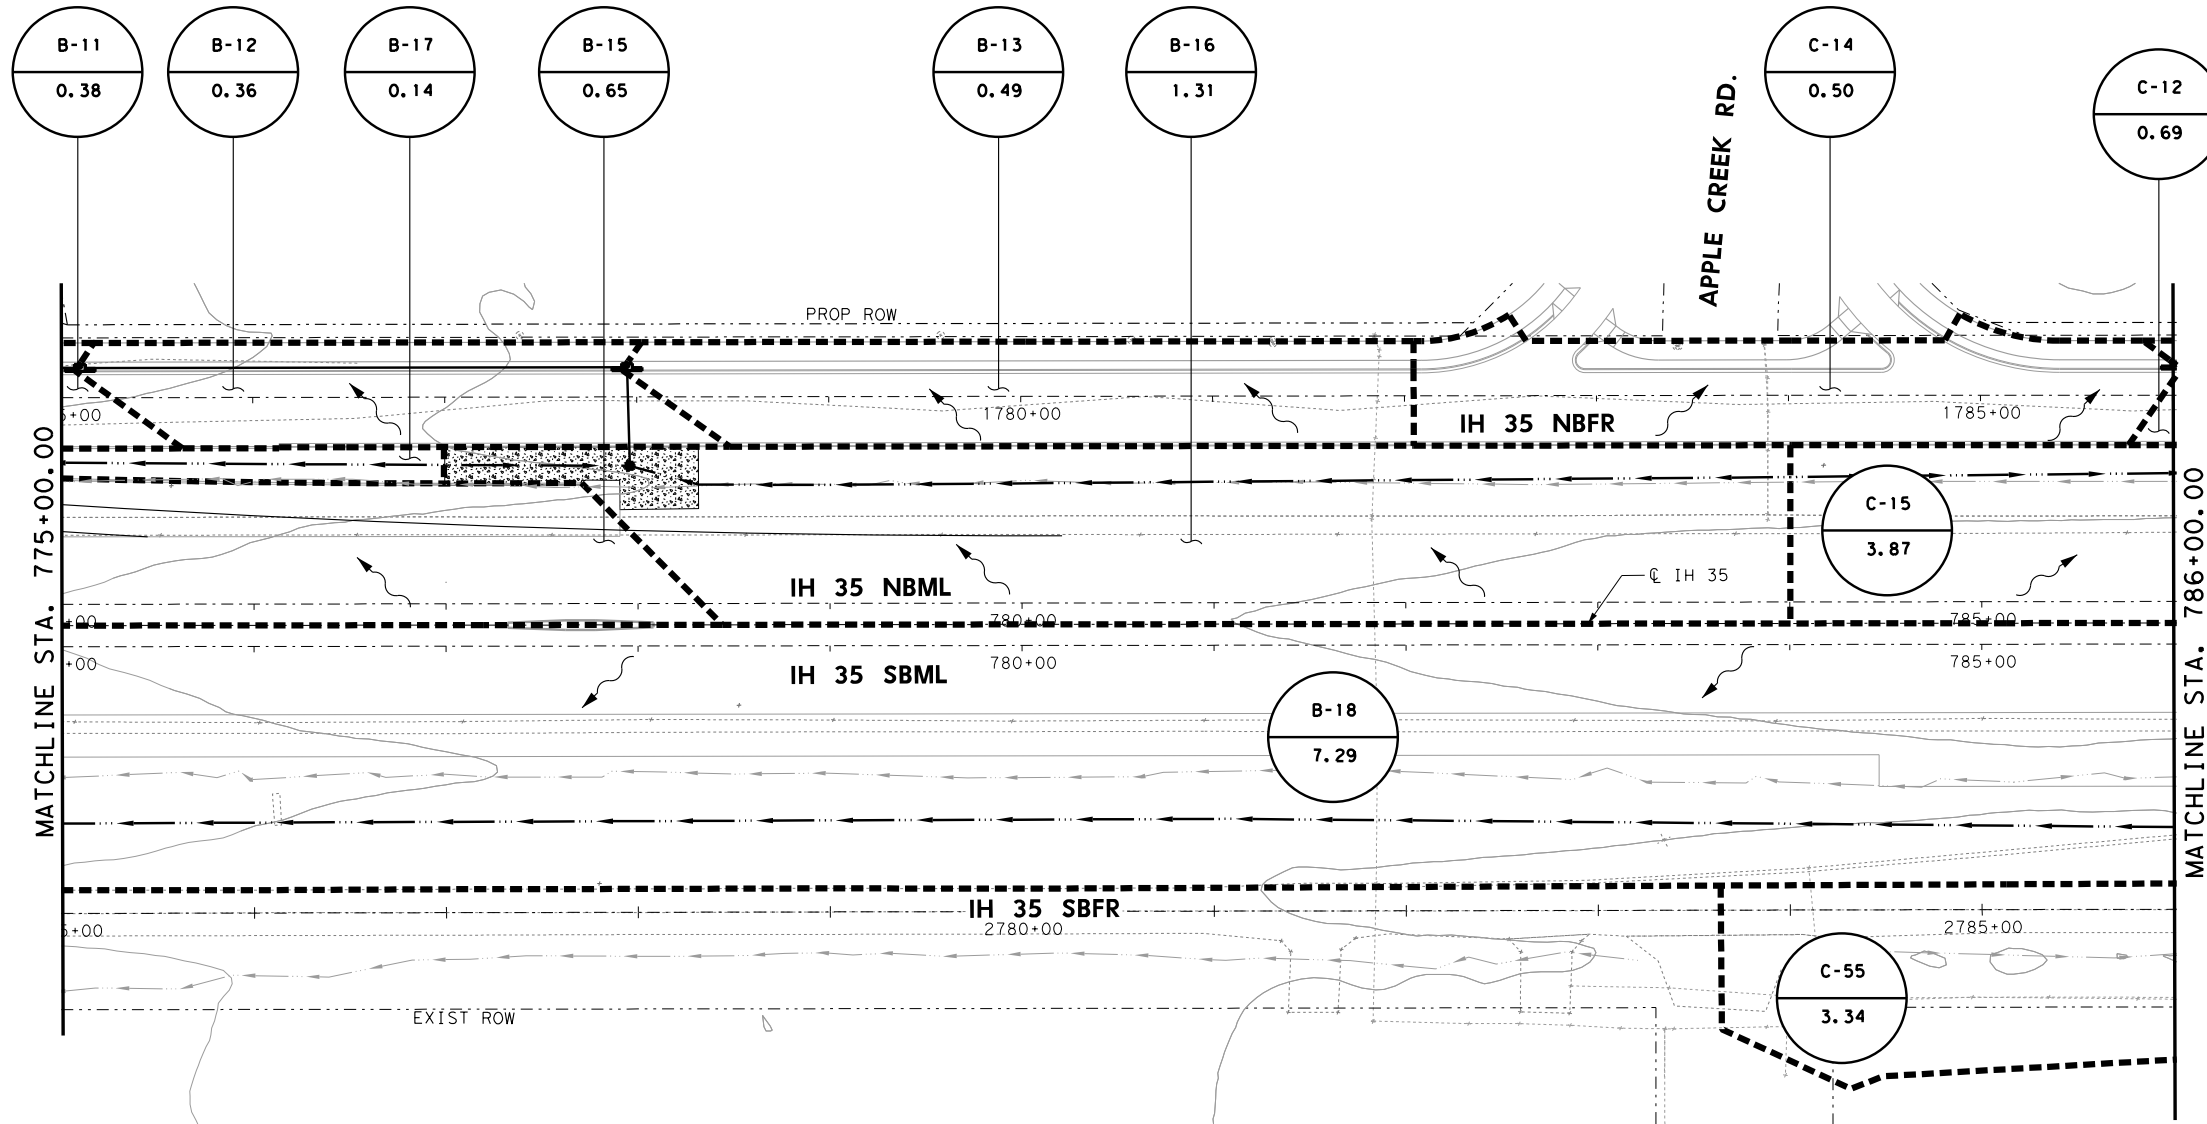 B-11
0.38
B-12
0.36
B-17
0.14
B-15
0.65
B-13
0.49
B-16
1.31
C-14
0.50
C-12
0.69
APPLE CREEK RD.
PROP ROW
+00
1780+00
IH 35 NBFR
1785+00
MATCHLINE STA. 775+00.00
MATCHLINE STA. 786+00.00
C-15
3.87
℄ IH 35
IH 35 NBML
+00
780+00
785+00
+00
780+00
785+00
IH 35 SBML
B-18
7.29
IH 35 SBFR
+00
2780+00
2785+00
C-55
3.34
EXIST ROW